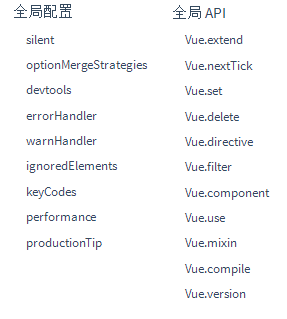 全局配置
silent
optionMergeStrategies
devtools
errorHandler
warnHandler
ignoredElements
keyCodes
performance
productionTip
全局 API
Vue.extend
Vue.nextTick
Vue.set
Vue.delete
Vue.directive
Vue.filter
Vue.component
Vue.use
Vue.mixin
Vue.compile
Vue.version